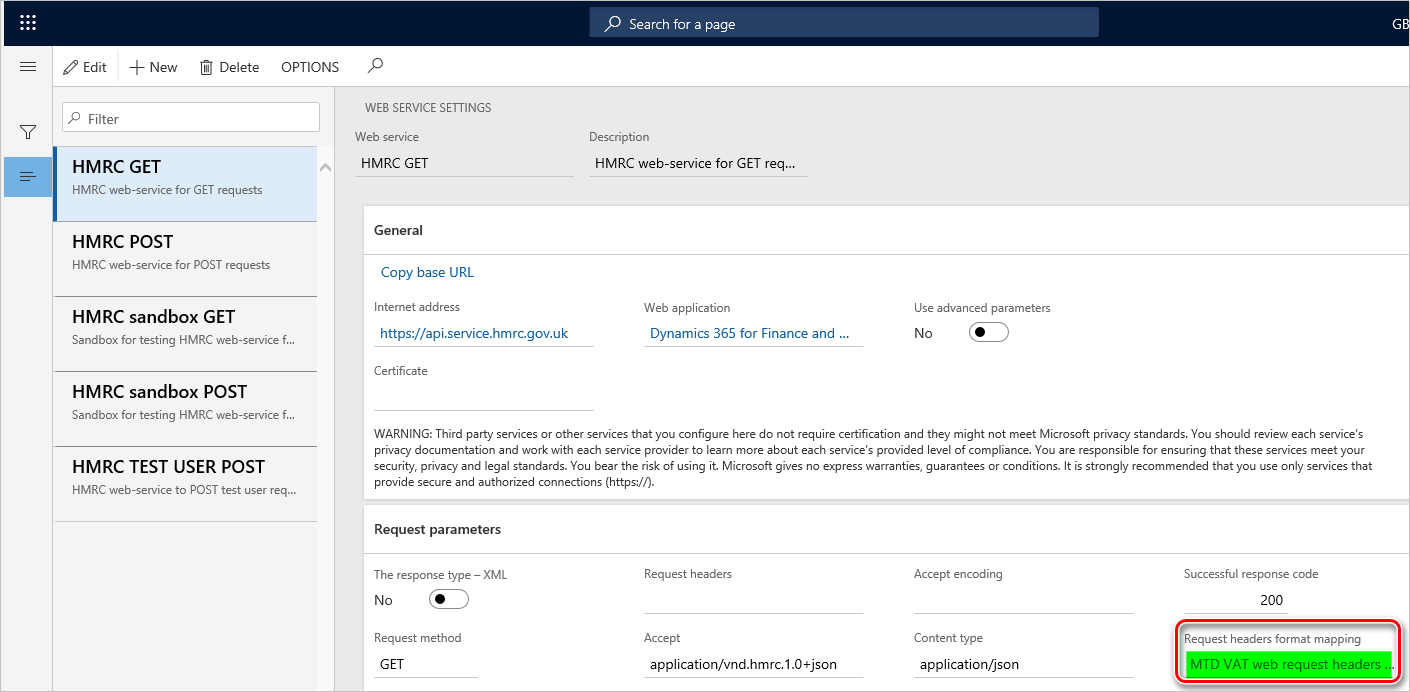 Search for a page
GB
Edit
New
Delete
OPTIONS
Filter
HMRC GET
HMRC web-service for GET requests
HMRC POST
HMRC web-service for POST requests
HMRC sandbox GET
Sandbox for testing HMRC web-service f...
HMRC sandbox POST
Sandbox for testing HMRC web-service f...
HMRC TEST USER POST
HMRC web-service to POST test user req...
WEB SERVICE SETTINGS
Web service
Description
HMRC GET
HMRC web-service for GET req...
General
Copy base URL
Internet address
Web application
Use advanced parameters
https://api.service.hmrc.gov.uk
Dynamics 365 for Finance and ...
No
Certificate
WARNING: Third party services or other services that you configure here do not require certification and they might not meet Microsoft privacy standards. You should review each service's
privacy documentation and work with each service provider to learn more about each service's provided level of compliance. You are responsible for ensuring that these services meet your
security, privacy and legal standards. You bear the risk of using it. Microsoft gives no express warranties, guarantees or conditions. It is strongly recommended that you use only services that
provide secure and authorized connections (https://).
Request parameters
The response type – XML
Request headers
Accept encoding
Successful response code
No
200
Request method
Accept
Content type
Request headers format mapping
GET
application/vnd.hmrc.1.0+json
application/json
MTD VAT web request headers ...